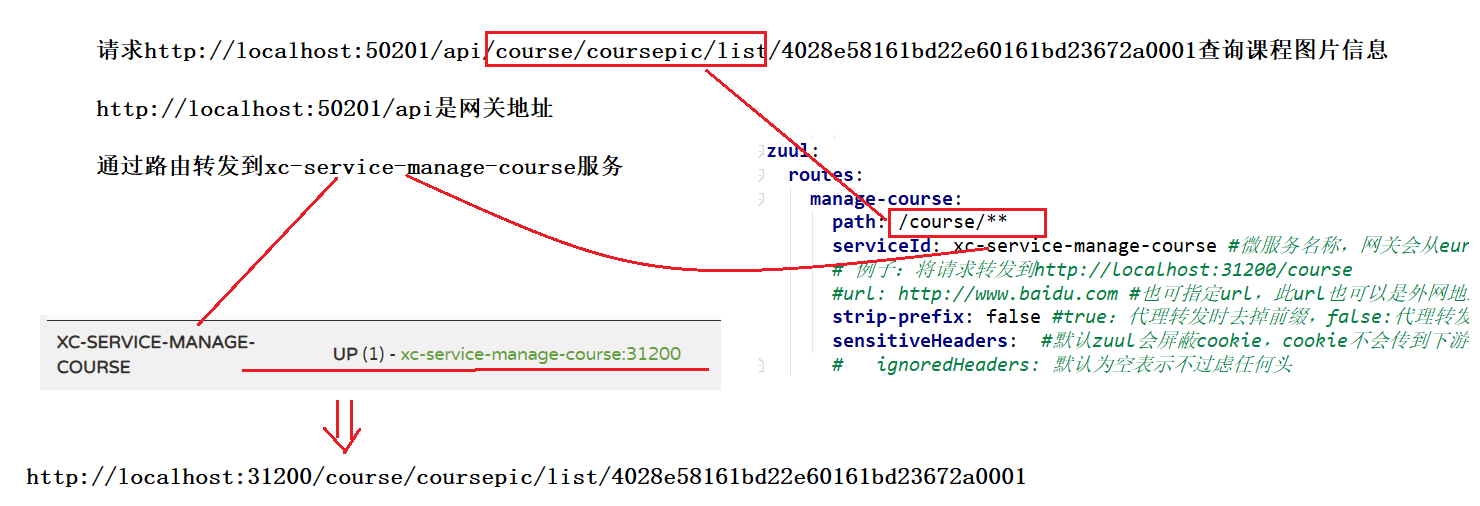 请求http://localhost:50201/api/course/coursepic/list/4028e58161bd22e60161bd23672a0001查询课程图片信息
http://localhost:50201/api是网关地址
通过路由转发到xc-service-manage-course服务
zuul:
routes:
manage-course:
path: /course/**
serviceId: xc-service-manage-course #微服务名称，网关会从eur
# 例子：将请求转发到http://localhost:31200/course
#url: http://www.baidu.com #也可指定url，此url也可以是外网地
strip-prefix: false #true：代理转发时去掉前缀，false:代理转发
sensitiveHeaders: #默认zuul会屏蔽cookie，cookie不会传到下游
# ignoredHeaders: 默认为空表示不过虑任何头
XC-SERVICE-MANAGE-
COURSE
UP (1) - xc-service-manage-course:31200
http://localhost:31200/course/coursepic/list/4028e58161bd22e60161bd23672a0001